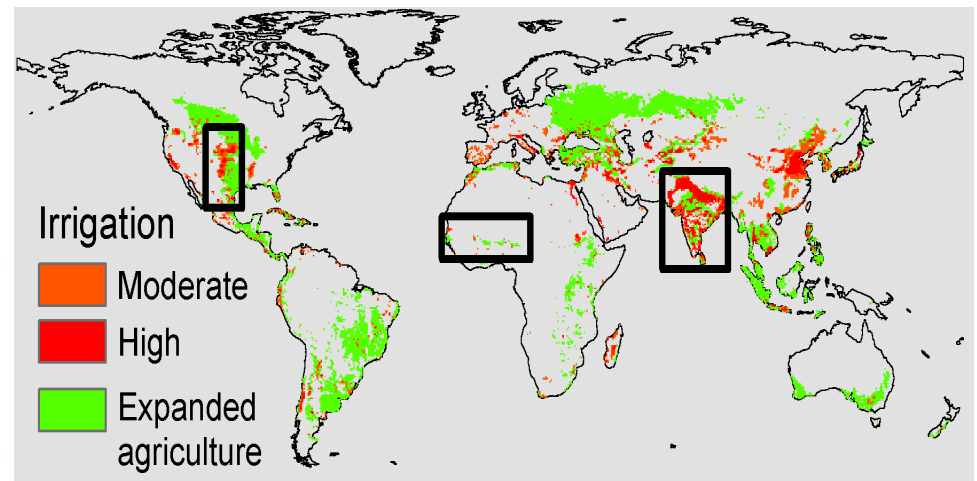 Irrigation
Moderate
High
Expanded
agriculture